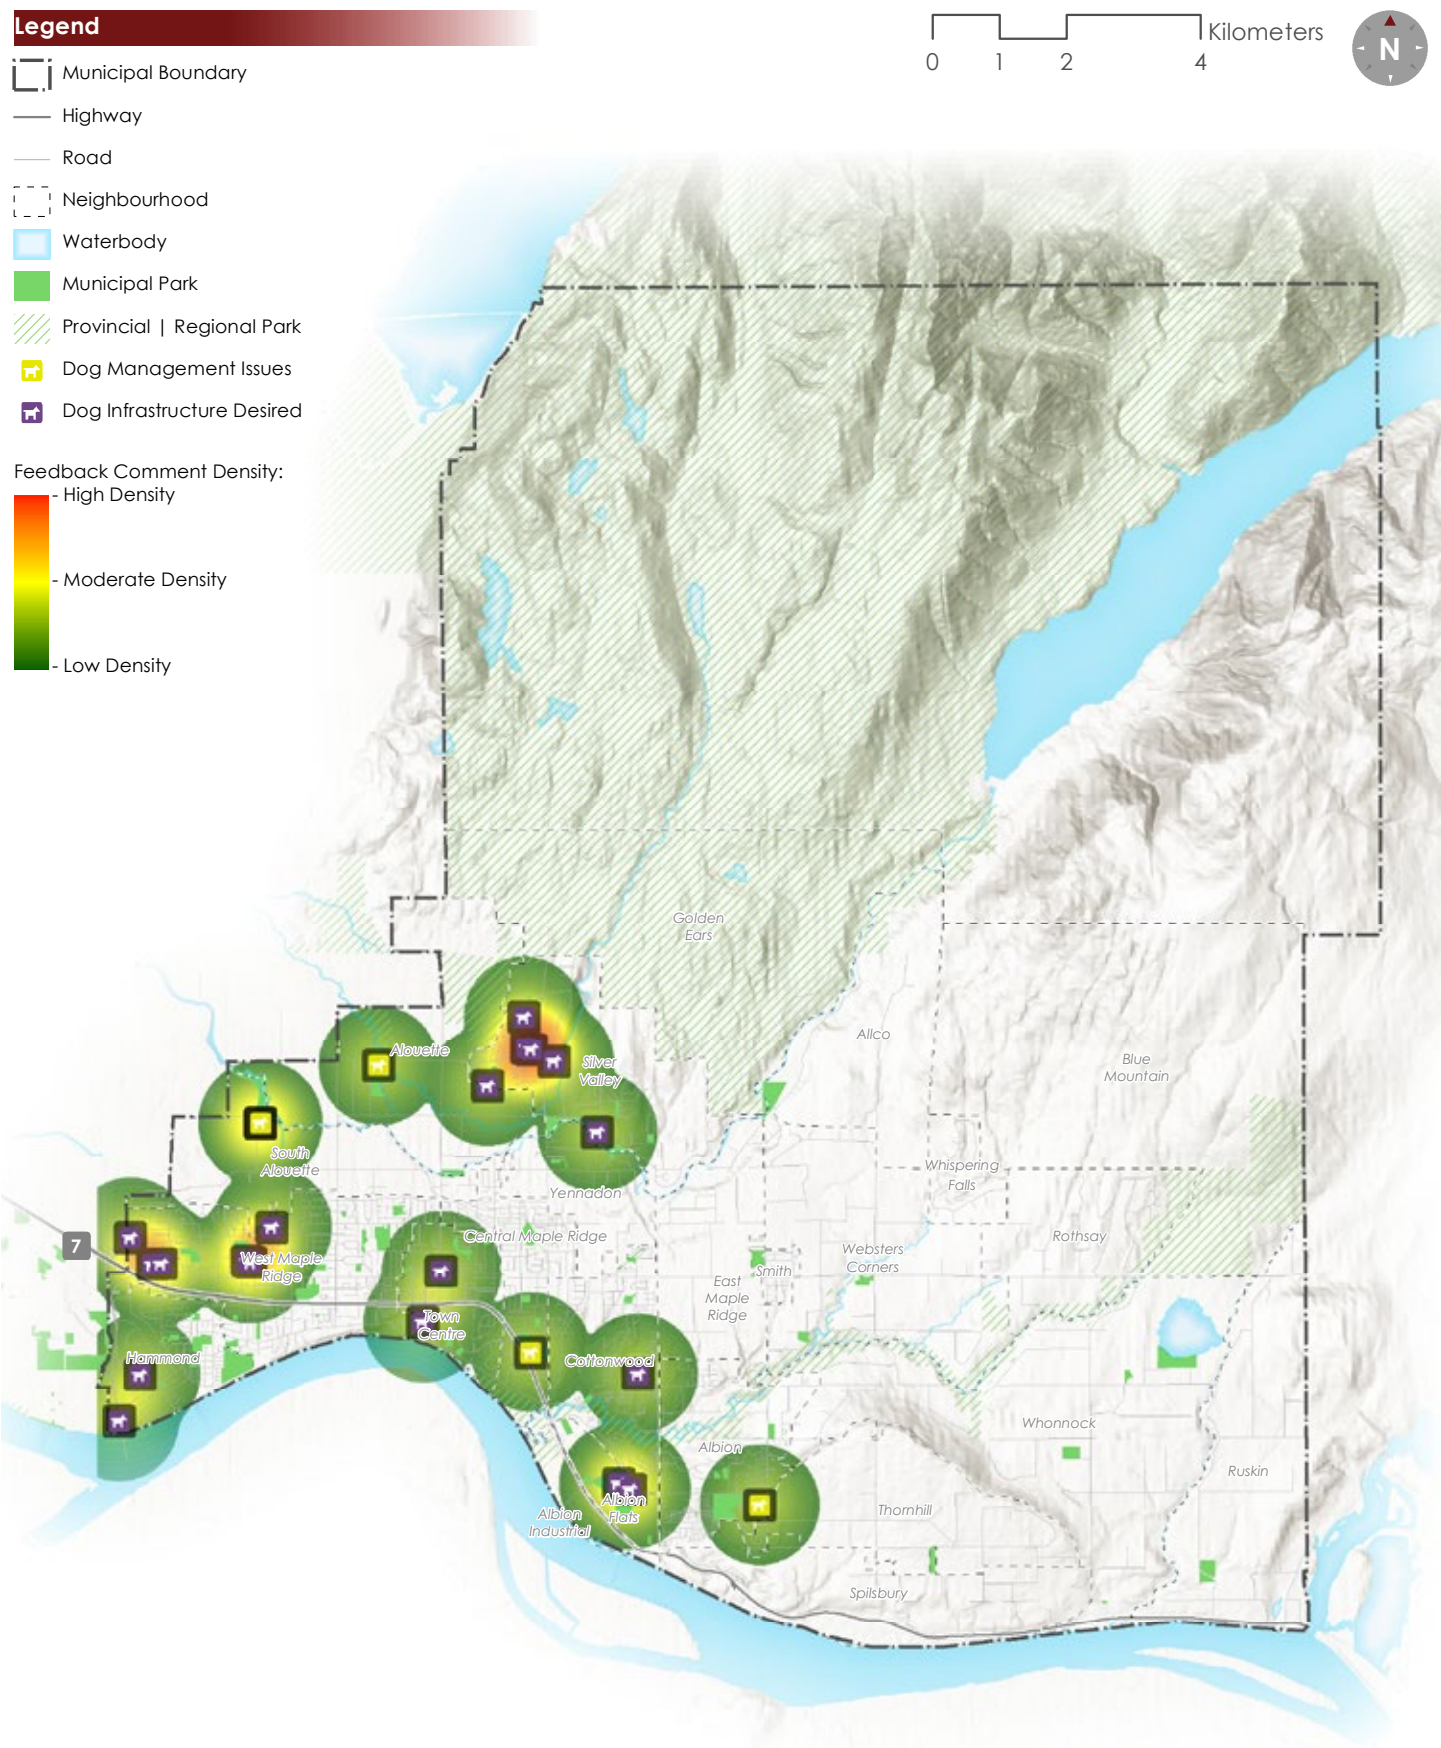 Legend
Municipal Boundary
Highway
Road
Neighbourhood
Waterbody
Municipal Park
Provincial | Regional Park
Dog Management Issues
Dog Infrastructure Desired
Feedback Comment Density:
- High Density
- Moderate Density
- Low Density
Kilometers
0 1 2 4
N
Golden
Ears
Allco
Blue
Mountain
Alouette
Silver
Valley
South
Alouette
Whispering
Falls
Yennadon
7
Central Maple Ridge
West Maple
Ridge
Websters
Corners
Rothsay
Smith
East
Maple
Ridge
Town
Centre
Hammond
Cottonwood
Whonnock
Albion
Ruskin
Albion
Flats
Albion
Industrial
Thornhill
Spilsbury